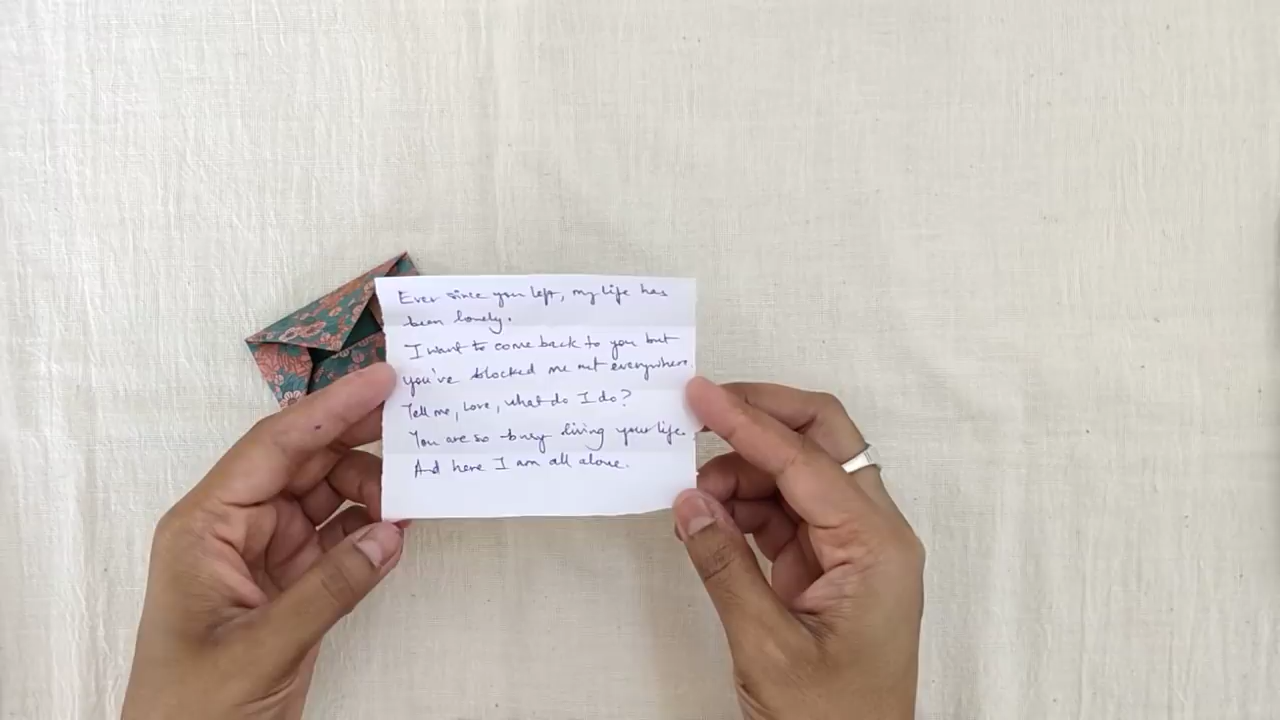 Ever since you left, my life has
been lonely.
I want to come back to you but
you've blocked me out everywhere.
Tell me, Love, what do I do?
You are so busy living your life.
And here I am all alone.